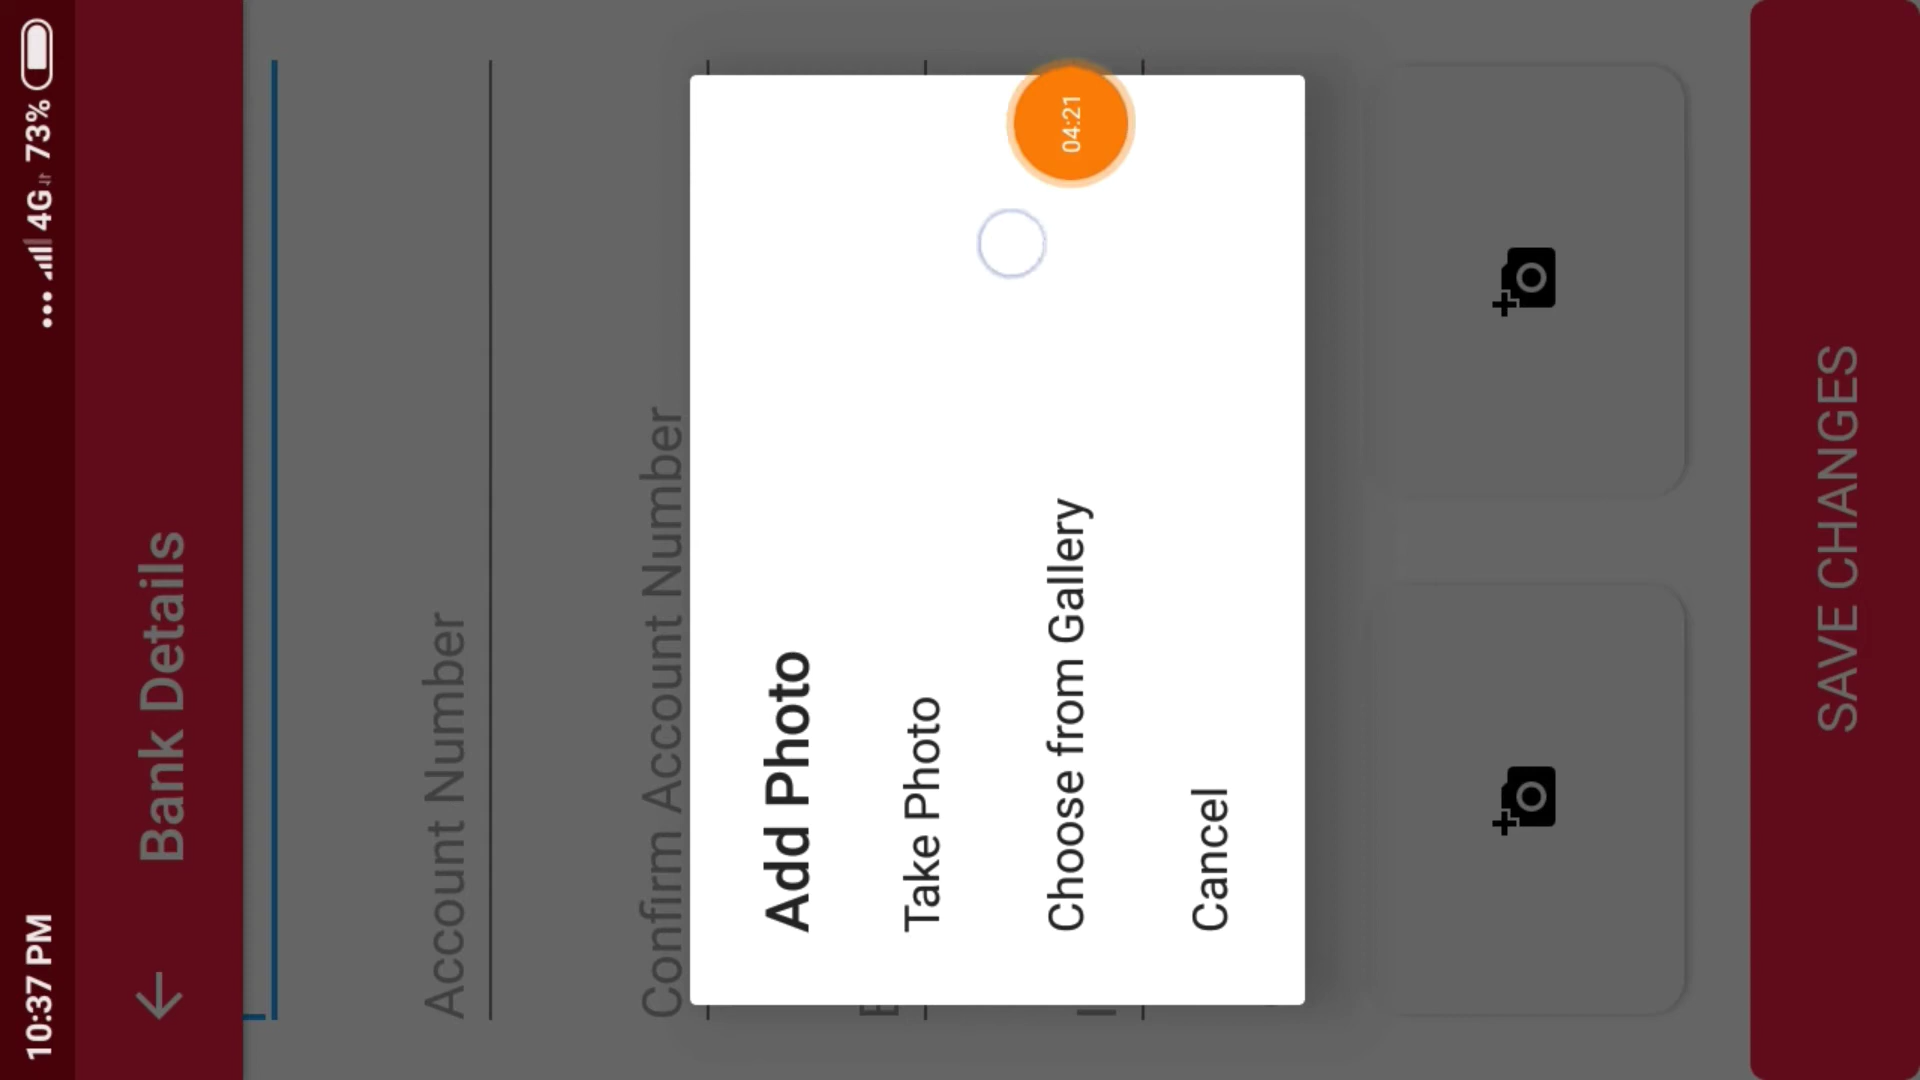 10:37 PM
... 4G 73%
Bank Details
Account Number
Confirm Account Number
Add Photo
04:21
Take Photo
Choose from Gallery
Cancel
SAVE CHANGES